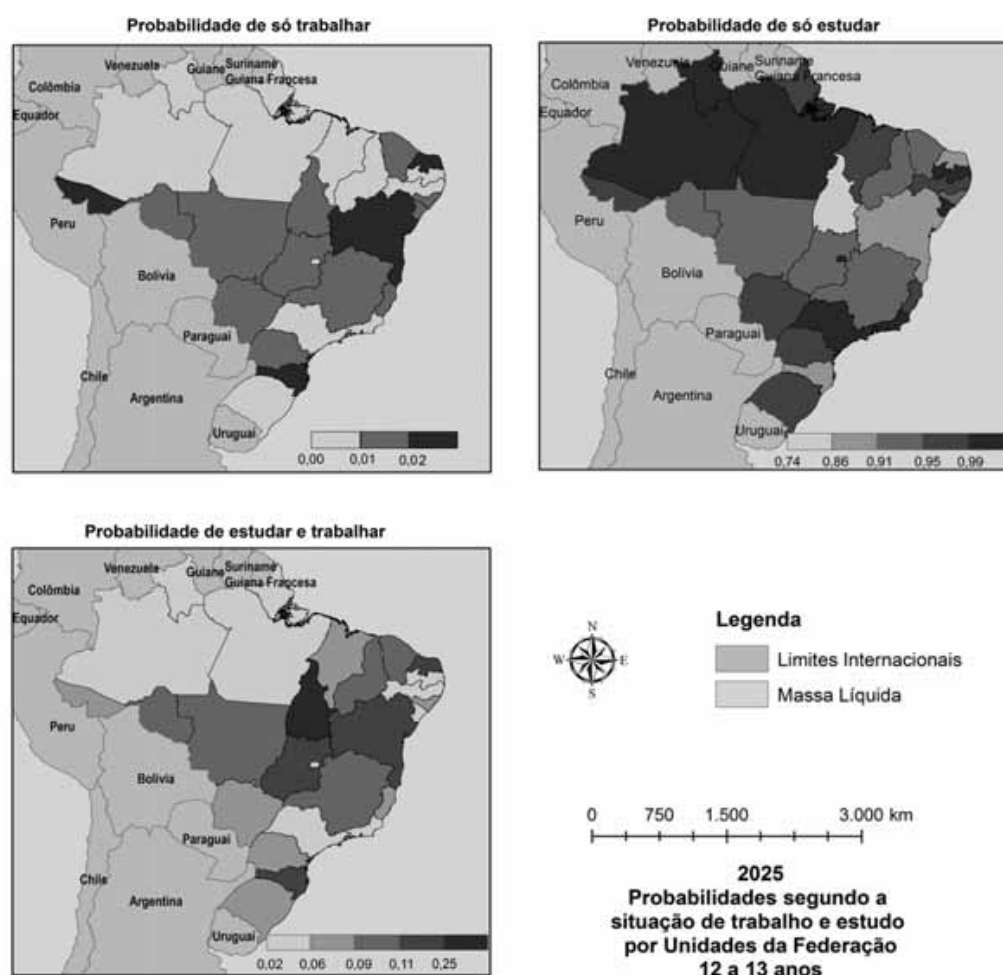 Probabilidade de só trabalhar
Venezuela
Guiane
Suriname
Guiana Francesa
Colômbia
Equador
Peru
Bolívia
Paraguai
Chile
Argentina
Uruguai
0,00 0,01 0,02
Probabilidade de só estudar
Venezuela
Guiane
Suriname
Guiana Francesa
Colômbia
Equador
Peru
Bolívia
Paraguai
Chile
Argentina
Uruguai
0,74 0,86 0,91 0,95 0,99
Probabilidade de estudar e trabalhar
Venezuela
Guiane
Suriname
Guiana Francesa
Colômbia
Equador
Peru
Bolívia
Paraguai
Chile
Argentina
Uruguai
0,02 0,06 0,09 0,11 0,25
N
W E
S
Legenda
Limites Internacionais
Massa Líquida
0 750 1.500 3.000 km
2025
Probabilidades segundo a
situação de trabalho e estudo
por Unidades da Federação
12 a 13 anos